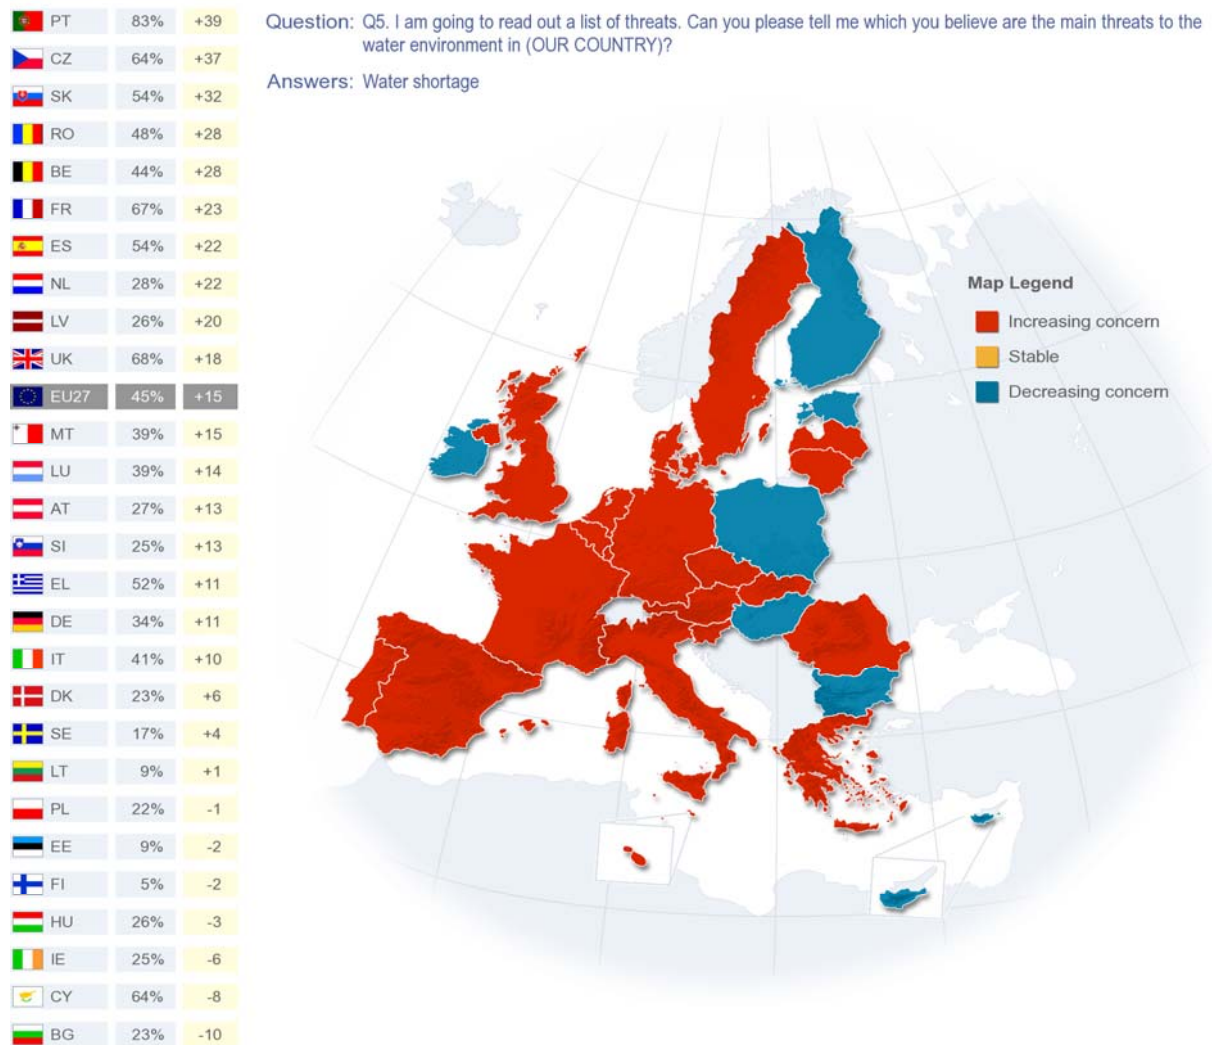 Question: Q5. I am going to read out a list of threats. Can you please tell me which you believe are the main threats to the
water environment in (OUR COUNTRY)?
Answers: Water shortage
PT 83% +39
CZ 64% +37
SK 54% +32
RO 48% +28
BE 44% +28
FR 67% +23
ES 54% +22
NL 28% +22
LV 26% +20
UK 68% +18
EU27 45% +15
MT 39% +15
LU 39% +14
AT 27% +13
SI 25% +13
EL 52% +11
DE 34% +11
IT 41% +10
DK 23% +6
SE 17% +4
LT 9% +1
PL 22% -1
EE 9% -2
FI 5% -2
HU 26% -3
IE 25% -6
CY 64% -8
BG 23% -10
Map Legend
Increasing concern
Stable
Decreasing concern